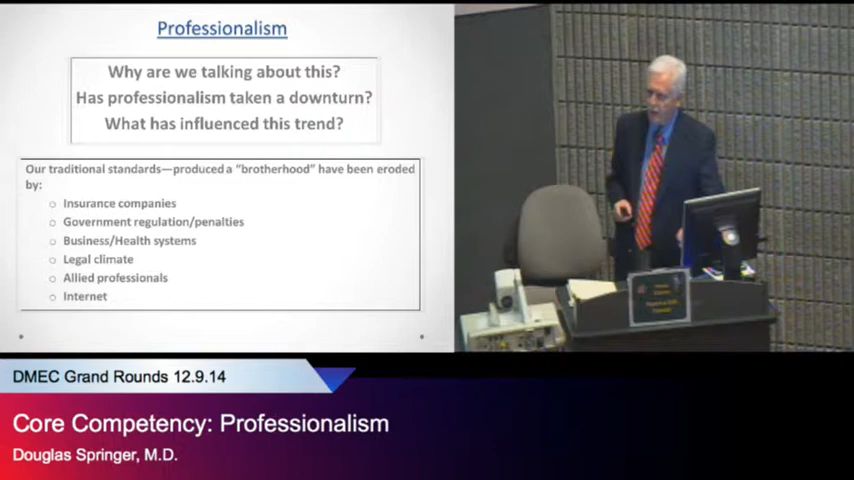 Professionalism
Why are we talking about this?
Has professionalism taken a downturn?
What has influenced this trend?
Our traditional standards—produced a "brotherhood" have been eroded
by:
Insurance companies
Government regulation/penalties
Business/Health systems
Legal climate
Allied professionals
Internet
DMEC Grand Rounds 12.9.14
Core Competency: Professionalism
Douglas Springer, M.D.